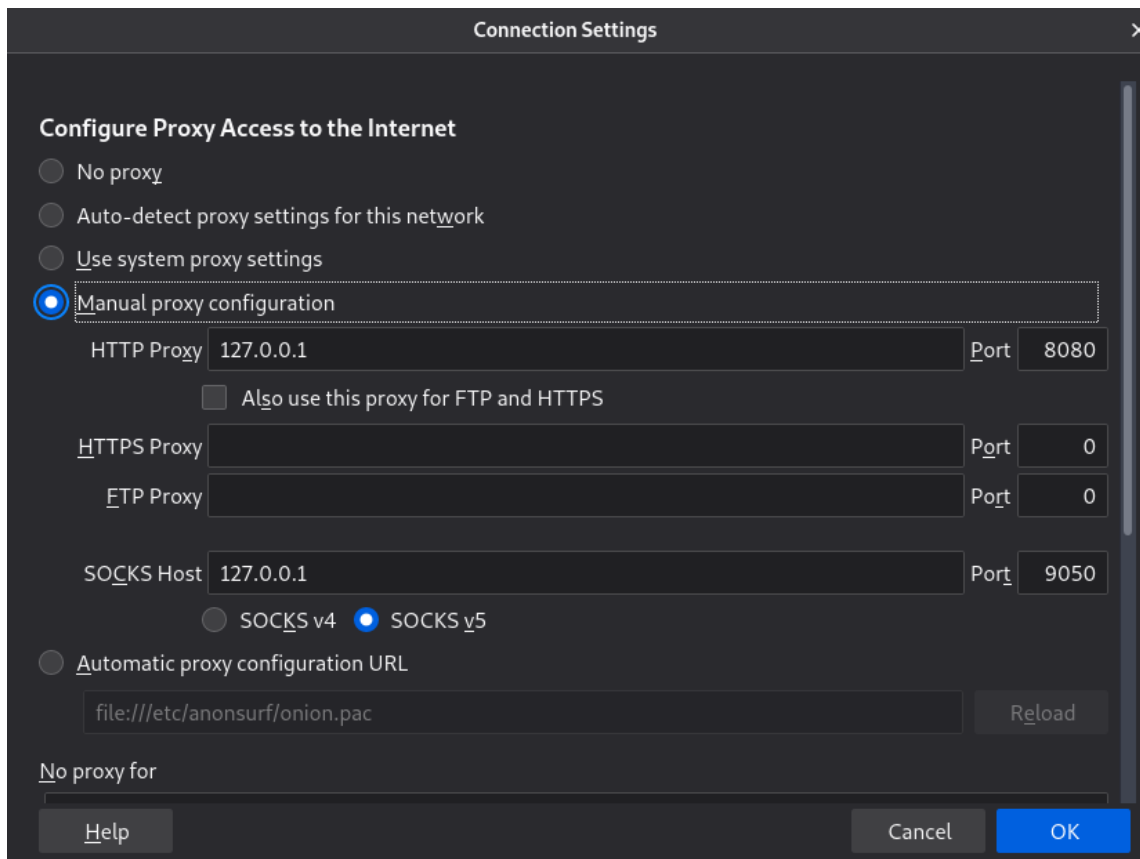 Connection Settings
Configure Proxy Access to the Internet
No proxy
Auto-detect proxy settings for this network
Use system proxy settings
Manual proxy configuration
HTTP Proxy 127.0.0.1 Port 8080
Also use this proxy for FTP and HTTPS
HTTPS Proxy Port 0
FTP Proxy Port 0
SOCKS Host 127.0.0.1 Port 9050
SOCKS v4 SOCKS v5
Automatic proxy configuration URL
file:///etc/anonsurf/onion.pac Reload
No proxy for
Help Cancel OK